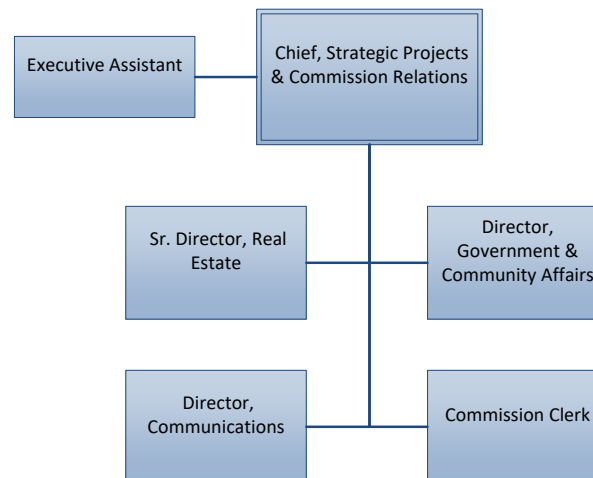 Executive Assistant
Chief, Strategic Projects
& Commission Relations
Sr. Director, Real
Estate
Director,
Government &
Community Affairs
Director,
Communications
Commission Clerk